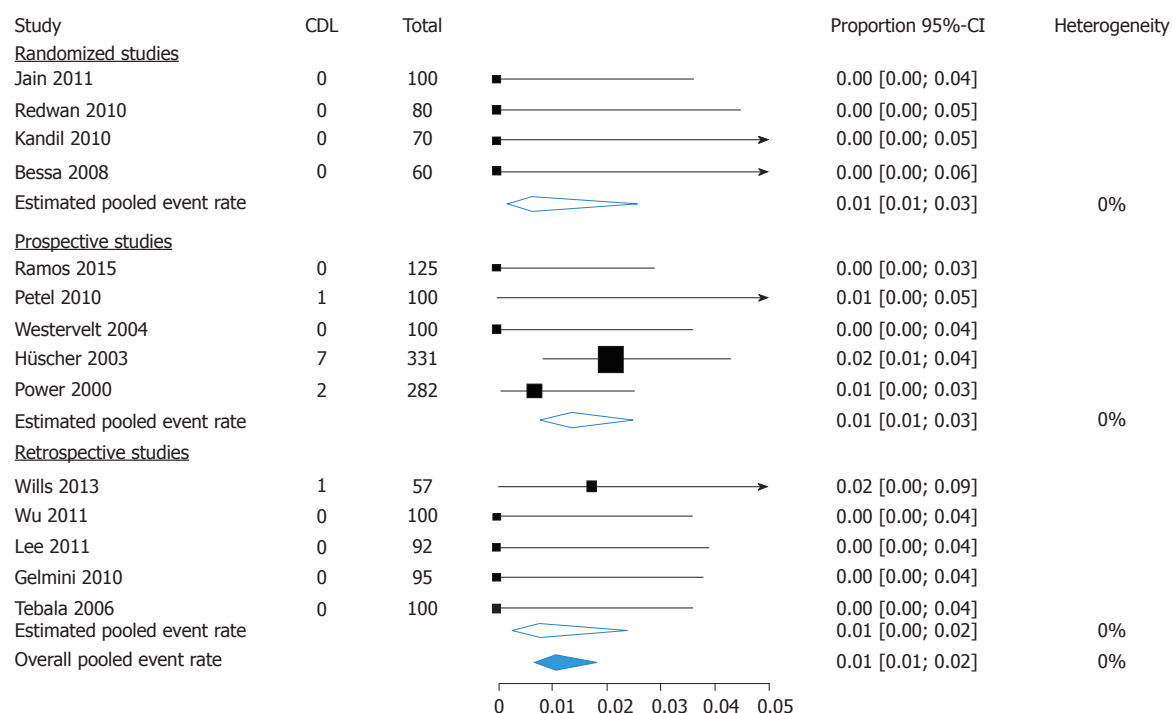 Study CDL Total Proportion 95%-CI Heterogeneity
Randomized studies
Jain 2011 0 100 0.00 [0.00; 0.04]
Redwan 2010 0 80 0.00 [0.00; 0.05]
Kandil 2010 0 70 0.00 [0.00; 0.05]
Bessa 2008 0 60 0.00 [0.00; 0.06]
Estimated pooled event rate 0.01 [0.01; 0.03] 0%
Prospective studies
Ramos 2015 0 125 0.00 [0.00; 0.03]
Petel 2010 1 100 0.01 [0.00; 0.05]
Westervelt 2004 0 100 0.00 [0.00; 0.04]
Hüscher 2003 7 331 0.02 [0.01; 0.04]
Power 2000 2 282 0.01 [0.00; 0.03]
Estimated pooled event rate 0.01 [0.01; 0.03] 0%
Retrospective studies
Wills 2013 1 57 0.02 [0.00; 0.09]
Wu 2011 0 100 0.00 [0.00; 0.04]
Lee 2011 0 92 0.00 [0.00; 0.04]
Gelmini 2010 0 95 0.00 [0.00; 0.04]
Tebala 2006 0 100 0.00 [0.00; 0.04]
Estimated pooled event rate 0.01 [0.00; 0.02] 0%
Overall pooled event rate 0.01 [0.01; 0.02] 0%
0 0.01 0.02 0.03 0.04 0.05